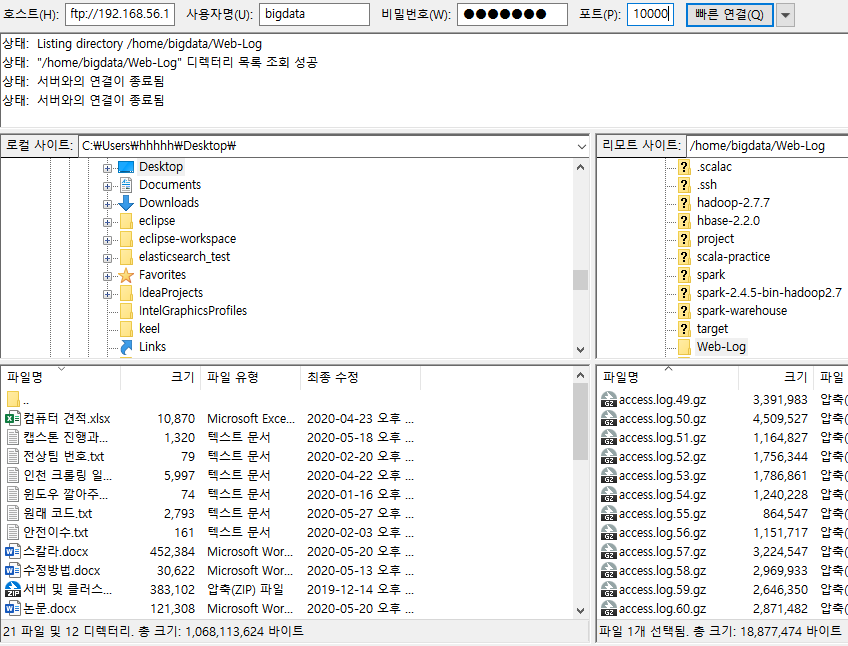 호스트(H): ftp://192.168.56.1 사용자명(U): bigdata 비밀번호(W): ●●●●●●● 포트(P): 10000 빠른 연결(Q)
상태: Listing directory /home/bigdata/Web-Log
상태: "/home/bigdata/Web-Log" 디렉터리 목록 조회 성공
상태: 서버와의 연결이 종료됨
상태: 서버와의 연결이 종료됨
로컬 사이트: C:₩Users₩hhhhh₩Desktop₩
Desktop
Documents
Downloads
eclipse
eclipse-workspace
elasticsearch_test
Favorites
IdeaProjects
IntelGraphicsProfiles
keel
Links
리모트 사이트: /home/bigdata/Web-Log
.scalac
.ssh
hadoop-2.7.7
hbase-2.2.0
project
scala-practice
spark
spark-2.4.5-bin-hadoop2.7
spark-warehouse
target
Web-Log
파일명 크기 파일 유형 최종 수정
..
컴퓨터 견적.xlsx 10,870 Microsoft Exce... 2020-04-23 오후 ...
캡스톤 진행과... 1,320 텍스트 문서 2020-05-18 오후 ...
전상팀 번호.txt 79 텍스트 문서 2020-02-20 오후 ...
인천 크롤링 일... 5,997 텍스트 문서 2020-04-22 오후 ...
윈도우 깔아주... 74 텍스트 문서 2020-01-16 오후 ...
원래 코드.txt 2,793 텍스트 문서 2020-05-27 오후 ...
안전이수.txt 161 텍스트 문서 2020-02-03 오후 ...
스칼라.docx 452,384 Microsoft Wor... 2020-05-20 오후 ...
수정방법.docx 30,622 Microsoft Wor... 2020-05-13 오후 ...
서버 및 클러스... 383,102 압축(ZIP) 파일 2019-12-14 오후 ...
논문.docx 121,308 Microsoft Wor... 2020-05-20 오후 ...
21 파일 및 12 디렉터리. 총 크기: 1,068,113,624 바이트
파일명 크기 파일
access.log.49.gz 3,391,983 압축(
access.log.50.gz 4,509,527 압축(
access.log.51.gz 1,164,827 압축(
access.log.52.gz 1,756,344 압축(
access.log.53.gz 1,786,861 압축(
access.log.54.gz 1,240,228 압축(
access.log.55.gz 864,547 압축(
access.log.56.gz 1,151,717 압축(
access.log.57.gz 3,224,547 압축(
access.log.58.gz 2,969,933 압축(
access.log.59.gz 2,646,350 압축(
access.log.60.gz 2,871,482 압축(
파일 1개 선택됨. 총 크기: 18,877,474 바이트